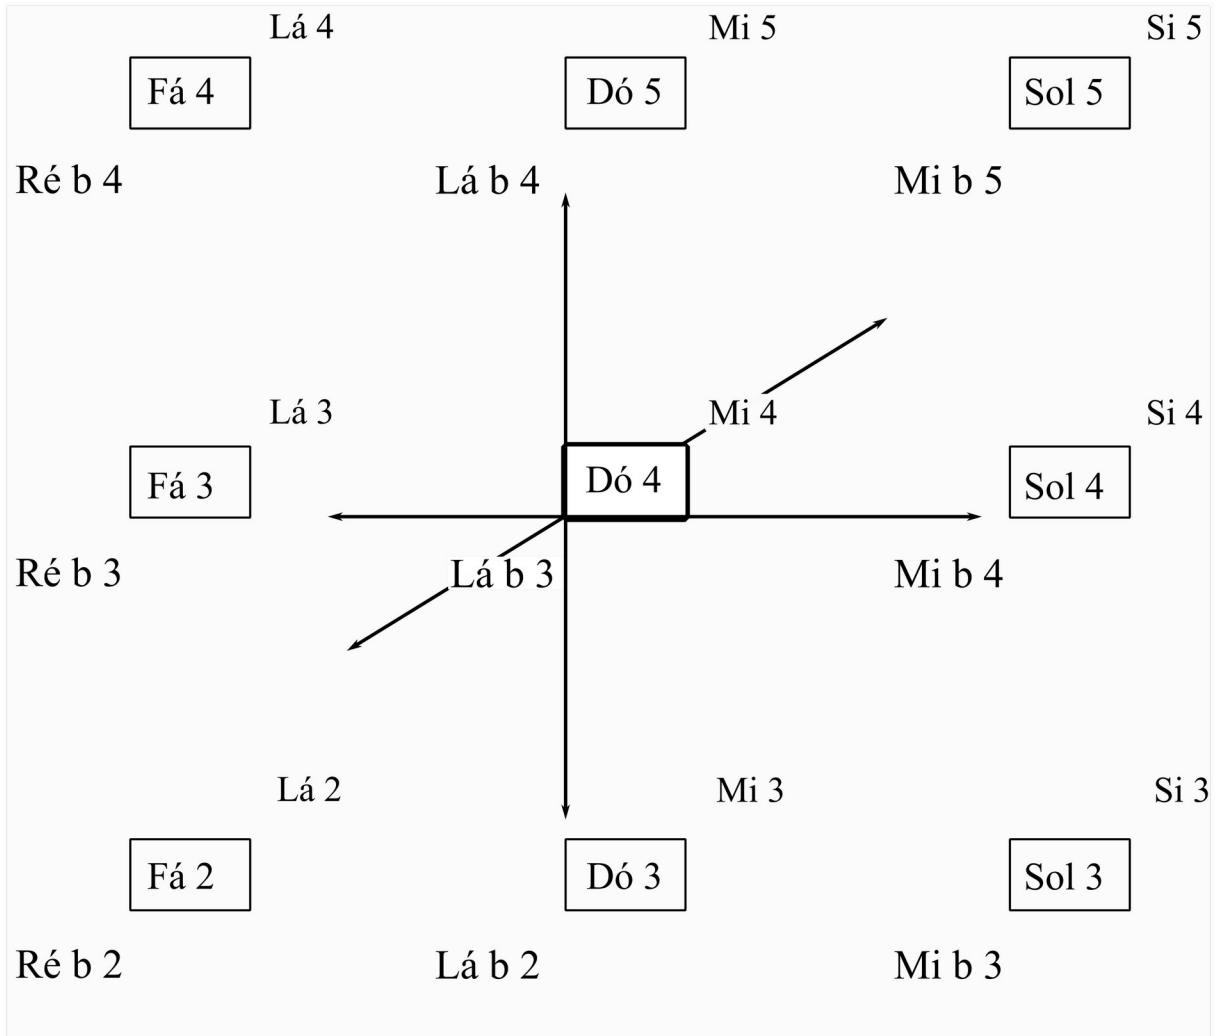 Lá 4 Mi 5 Si 5
Fá 4 Dó 5 Sol 5
Ré b 4 Lá b 4 Mi b 5
Lá 3 Mi 4 Si 4
Fá 3 Dó 4 Sol 4
Ré b 3 Lá b 3 Mi b 4
Lá 2 Mi 3 Si 3
Fá 2 Dó 3 Sol 3
Ré b 2 Lá b 2 Mi b 3